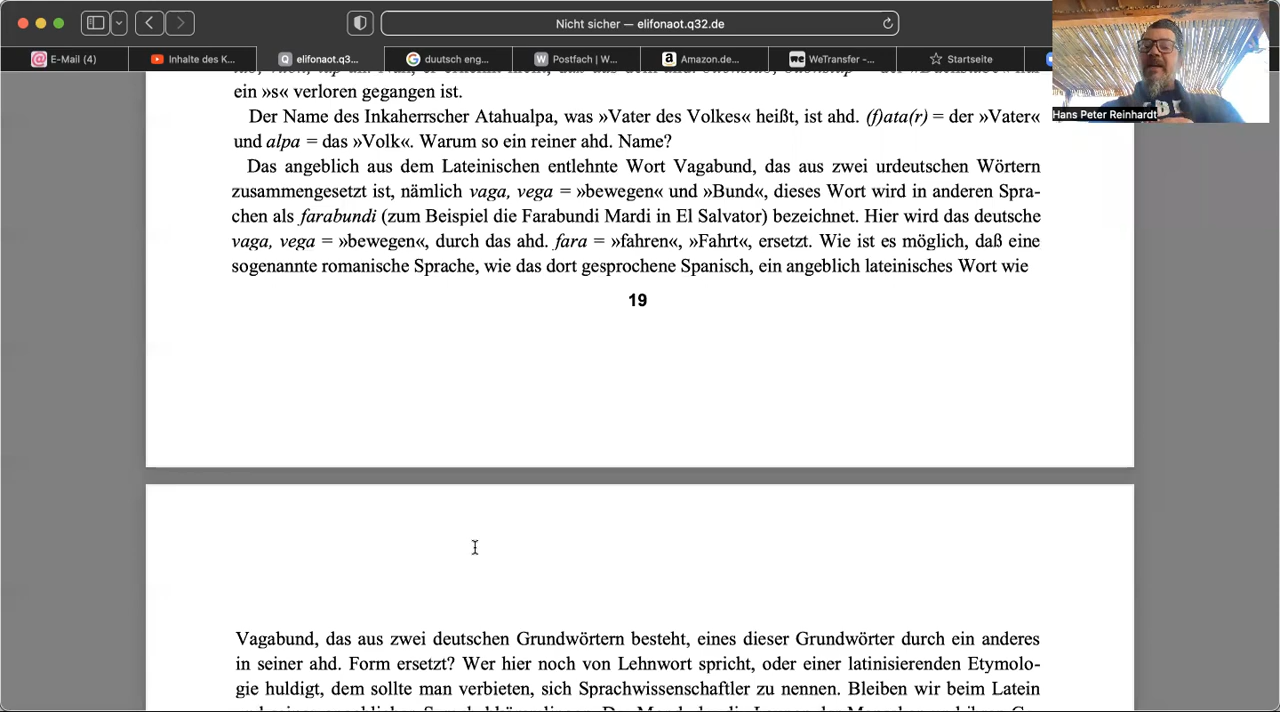 Nicht sicher — elifonaot.q32.de
E-Mail (4)
Inhalte des K...
elifonaot.q3...
duutsch eng...
Postfach | W...
Amazon.de...
WeTransfer -...
Startseite
Hans Peter Reinhardt
ein »s« verloren gegangen ist.
Der Name des Inkaherrscher Atahualpa, was »Vater des Volkes« heißt, ist ahd. (f)ata(r) = der »Vater«
und alpa = das »Volk«. Warum so ein reiner ahd. Name?
Das angeblich aus dem Lateinischen entlehnte Wort Vagabund, das aus zwei urdeutschen Wörtern
zusammengesetzt ist, nämlich vaga, vega = »bewegen« und »Bund«, dieses Wort wird in anderen Spra-
chen als farabundi (zum Beispiel die Farabundi Mardi in El Salvator) bezeichnet. Hier wird das deutsche
vaga, vega = »bewegen«, durch das ahd. fara = »fahren«, »Fahrt«, ersetzt. Wie ist es möglich, daß eine
sogenannte romanische Sprache, wie das dort gesprochene Spanisch, ein angeblich lateinisches Wort wie
19
Vagabund, das aus zwei deutschen Grundwörtern besteht, eines dieser Grundwörter durch ein anderes
in seiner ahd. Form ersetzt? Wer hier noch von Lehnwort spricht, oder einer latinisierenden Etymolo-
gie huldigt, dem sollte man verbieten, sich Sprachwissenschaftler zu nennen. Bleiben wir beim Latein